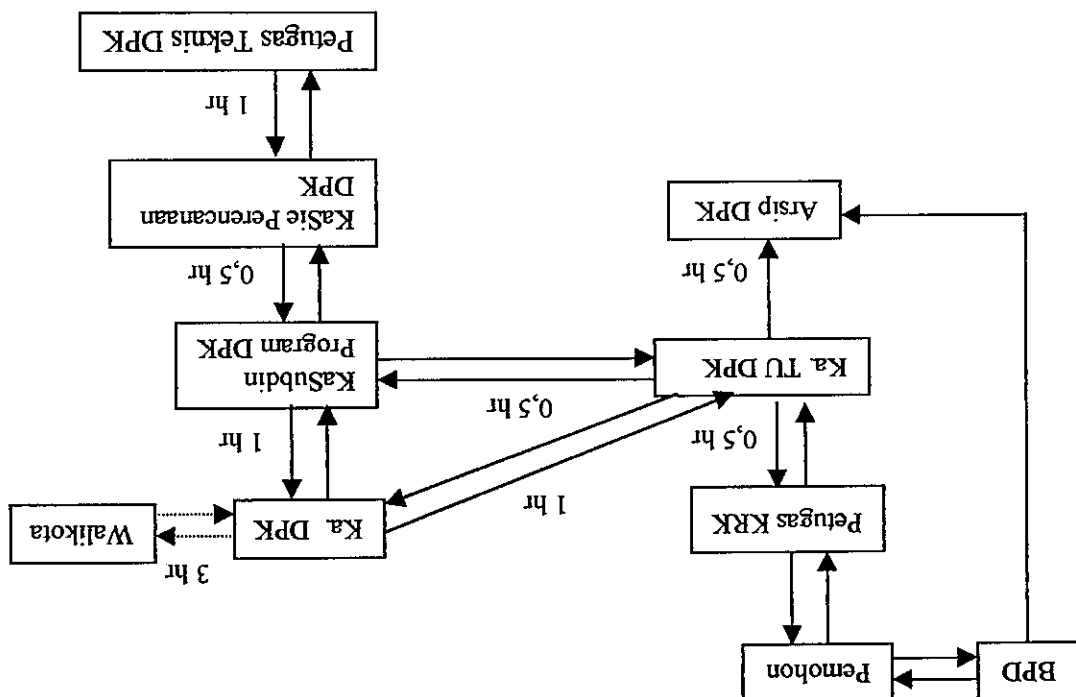 BPD
Pemohon
3 hr
Petugas KRK
Ka. DPK
Walikota
1 hr
0,5 hr
1 hr
0,5 hr
Ka. TU DPK
KaSubdin
Program DPK
0,5 hr
0,5 hr
Arsip DPK
KaSie Perencanaan
DPK
1 hr
Petugas Teknis DPK